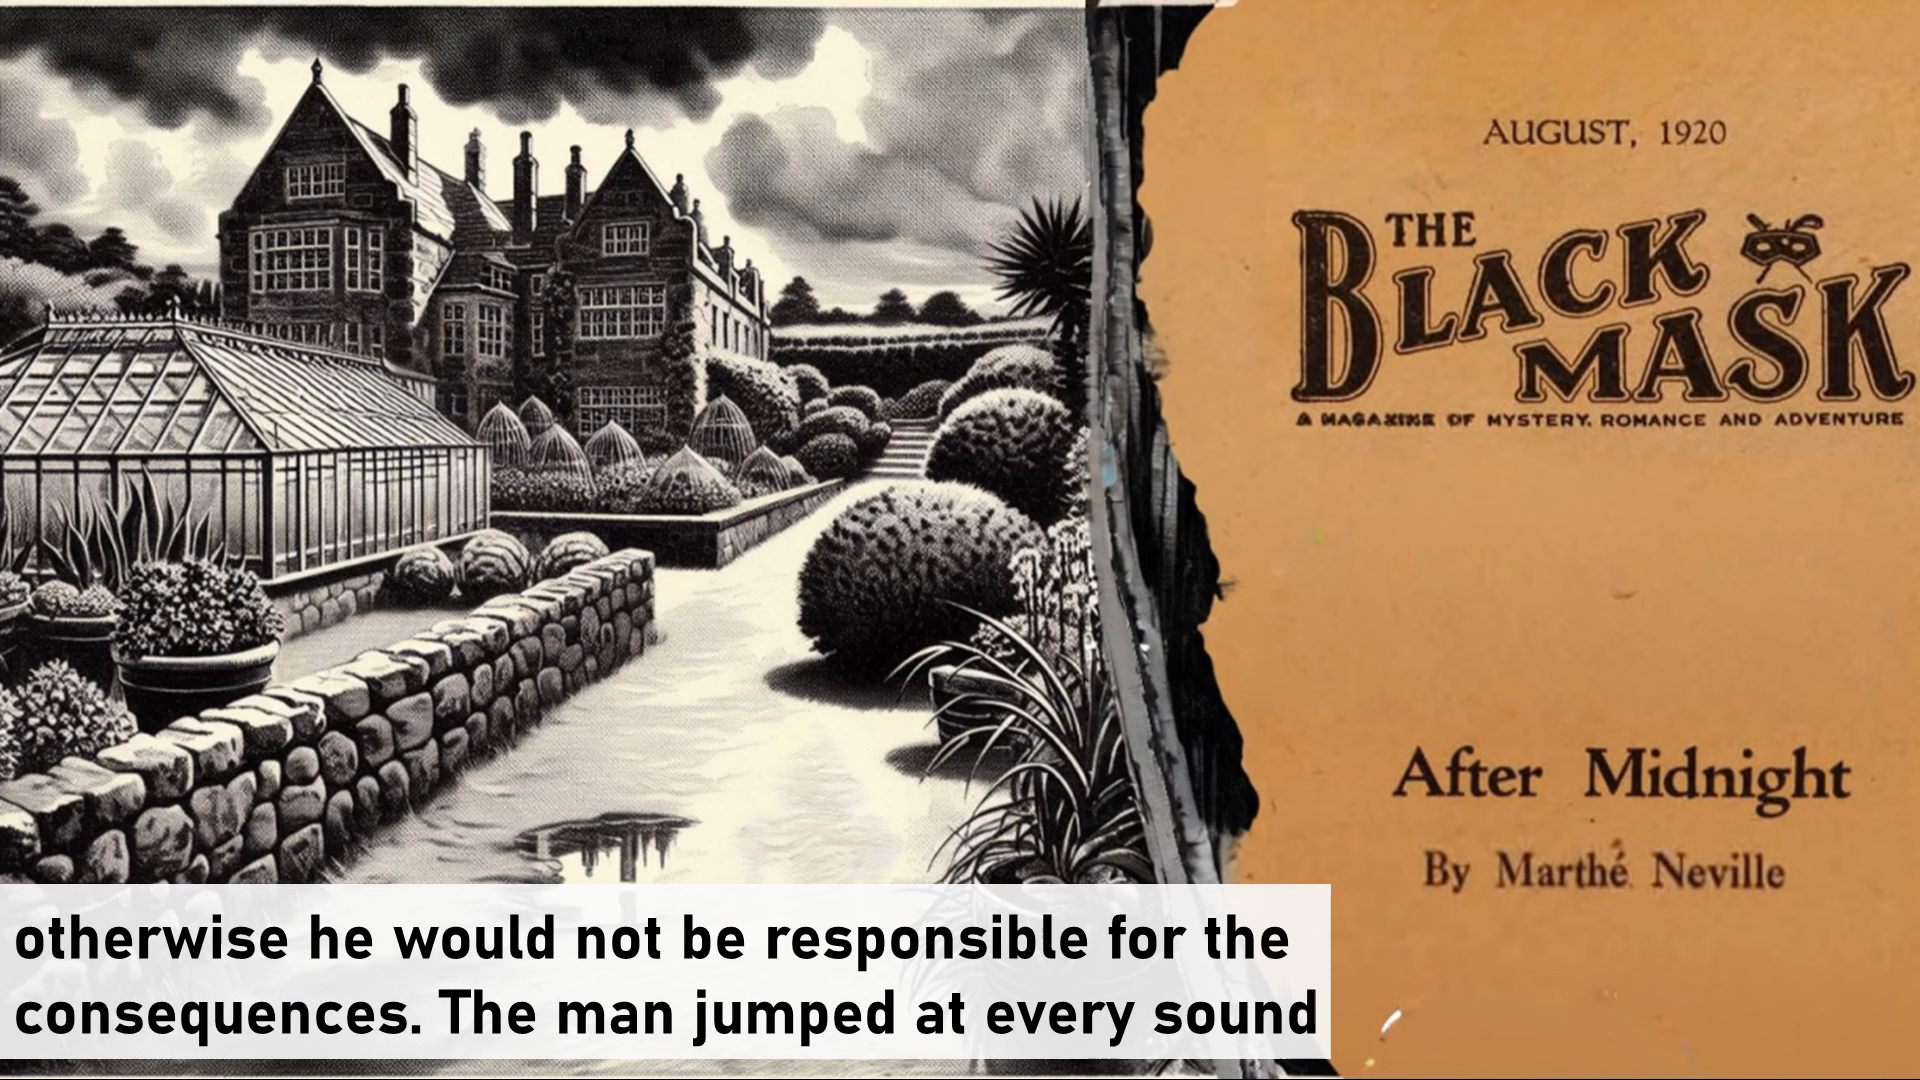 AUGUST, 1920
THE
BLACK
MASK
A MAGAZINE OF MYSTERY, ROMANCE AND ADVENTURE
After Midnight
By Marthé Neville
otherwise he would not be responsible for the
consequences. The man jumped at every sound